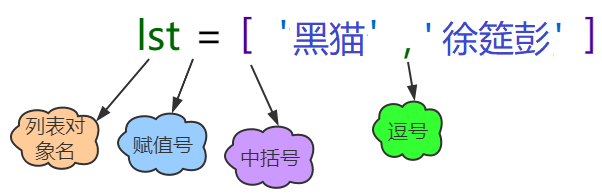 lst = [ '黑猫' , '徐筵彭' ]
列表对
象名
赋值号
中括号
逗号